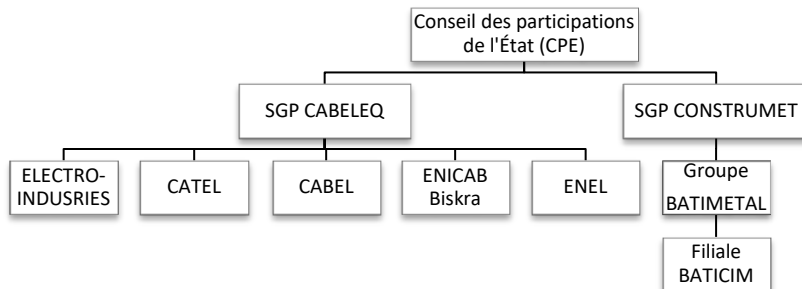 Conseil des participations
de l'État (CPE)
SGP CABELEQ
SGP CONSTRUMET
ELECTRO-
INDUSRIES
CATEL
CABEL
ENICAB
Biskra
ENEL
Groupe
BATIMETAL
Filiale
BATICIM